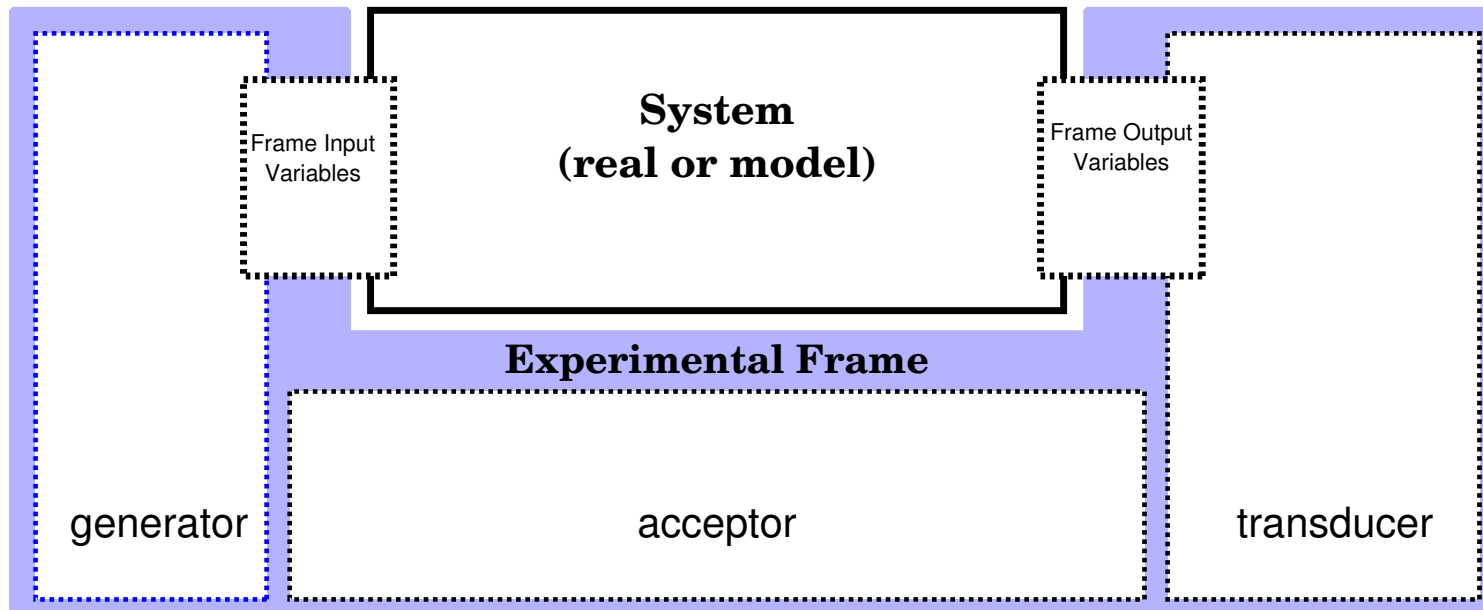 System
(real or model)
Frame Input
Variables
Frame Output
Variables
Experimental Frame
generator
acceptor
transducer